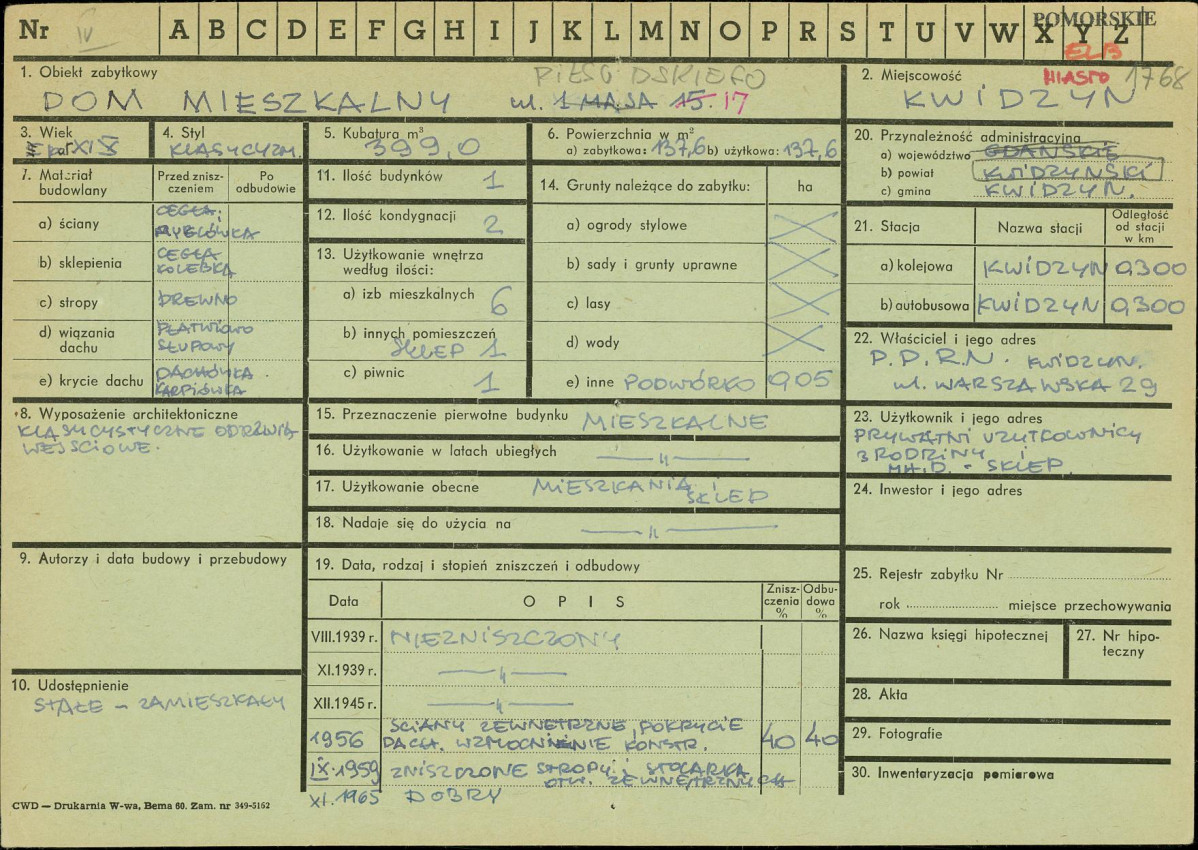 Nr IV A B C D E F G H I J K L M N O P R S T U V W X Y Z POMORSKIE
ELB
MIASTO 1768
1. Obiekt zabytkowy
PIŁSUDSKIEGO
DOM MIESZKALNY ul. 1 MAJA 15. 17
2. Miejscowość
KWIDZYN
3. Wiek
XIX
4. Styl
KLASYCYZM.
5. Kubatura m³
399,0
6. Powierzchnia w m²
a) zabytkowa: 137,6 b) użytkowa: 137,6
20. Przynależność administracyjna
a) województwo GDAŃSKIE
b) powiat KWIDZYŃSKI
c) gmina KWIDZYN.
7. Materiał budowlany
Przed zniszczeniem
Po odbudowie
a) ściany CEGŁA i RYGLÓWKA
b) sklepienia CEGŁA KOLEBKA
c) stropy DREWNO
d) wiązania dachu PŁATWIOWO SŁUPOWY
e) krycie dachu DACHÓWKA KARPIÓWKA
11. Ilość budynków 1
12. Ilość kondygnacji 2
13. Użytkowanie wnętrza według ilości:
a) izb mieszkalnych 6
b) innych pomieszczeń
SKLEP 1
c) piwnic 1
14. Grunty należące do zabytku: ha
a) ogrody stylowe
b) sady i grunty uprawne
c) lasy
d) wody
e) inne PODWÓRKO 0,05
21. Stacja
Nazwa stacji
Odległość od stacji w km
a) kolejowa KWIDZYN 0,300
b) autobusowa KWIDZYN 0,300
22. Właściciel i jego adres
P.P.R.N. KWIDZYN.
ul. WARSZAWSKA 29
8. Wyposażenie architektoniczne
KLASYCYSTYCZNE ODRZWIA
WEJŚCIOWE.
15. Przeznaczenie pierwotne budynku MIESZKALNE
16. Użytkowanie w latach ubiegłych — „ —
17. Użytkowanie obecne MIESZKANIA i
SKLEP
18. Nadaje się do użycia na — „ —
23. Użytkownik i jego adres
PRYWATNI UŻYTKOWNICY
3 RODZINY i
MH.D. - SKLEP.
24. Inwestor i jego adres
9. Autorzy i data budowy i przebudowy
10. Udostępnienie
STAŁE - ZAMIESZKAŁY
19. Data, rodzaj i stopień zniszczeń i odbudowy
Data OPIS Zniszczenia % Odbudowa %
VIII.1939 r. NIEZNISZCZONY
XI.1939 r. — „ —
XII.1945 r. — „ —
1956 ŚCIANY ZEWNĘTRZNE, POKRYCIE
DACH. WZMOCNIENIE KONSTR. 40 40
IX.1959 ZNISZCZONE STROPY i STOLARKA
OTW. ZEWNĘTRZNYCH
XI.1965 DOBRY
25. Rejestr zabytku Nr
rok miejsce przechowywania
26. Nazwa księgi hipotecznej
27. Nr hipoteczny
28. Akta
29. Fotografie
30. Inwentaryzacja pomiarowa
CWD — Drukarnia W-wa, Bema 60. Zam. nr 349-5162